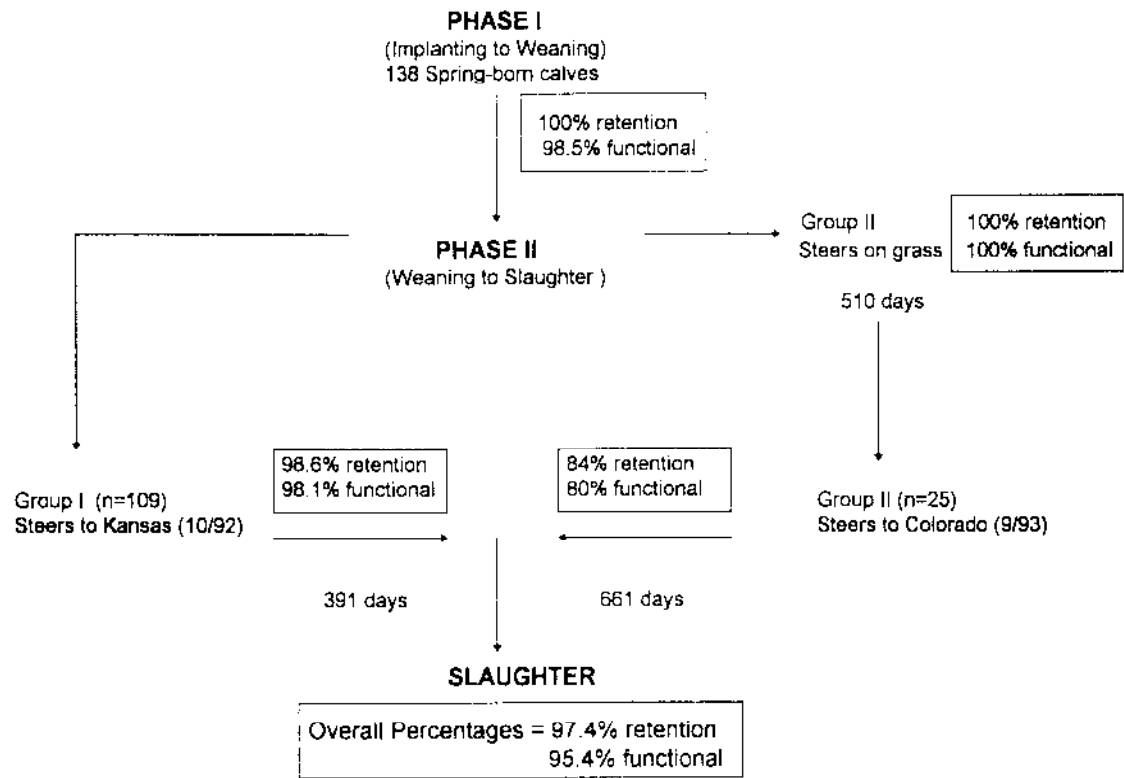 PHASE I
(Implanting to Weaning)
138 Spring-born calves
100% retention
98.5% functional
PHASE II
(Weaning to Slaughter )
Group II
Steers on grass
100% retention
100% functional
510 days
Group I (n=109)
Steers to Kansas (10/92)
98.6% retention
98.1% functional
84% retention
80% functional
Group II (n=25)
Steers to Colorado (9/93)
391 days
661 days
SLAUGHTER
Overall Percentages = 97.4% retention
95.4% functional